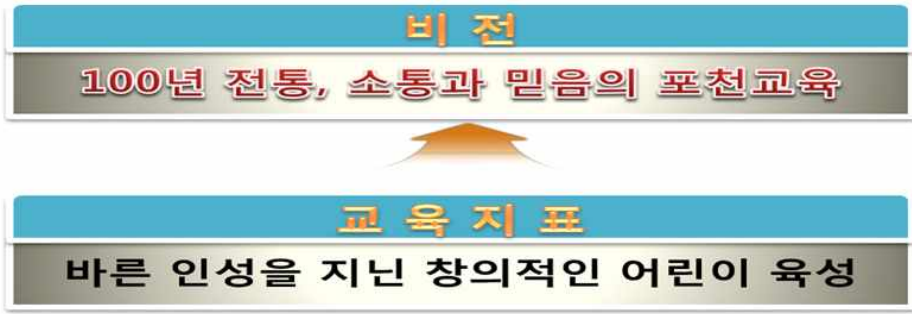 비 전
100년 전통, 소통과 믿음의 포천교육
교 육 지 표
바른 인성을 지닌 창의적인 어린이 육성